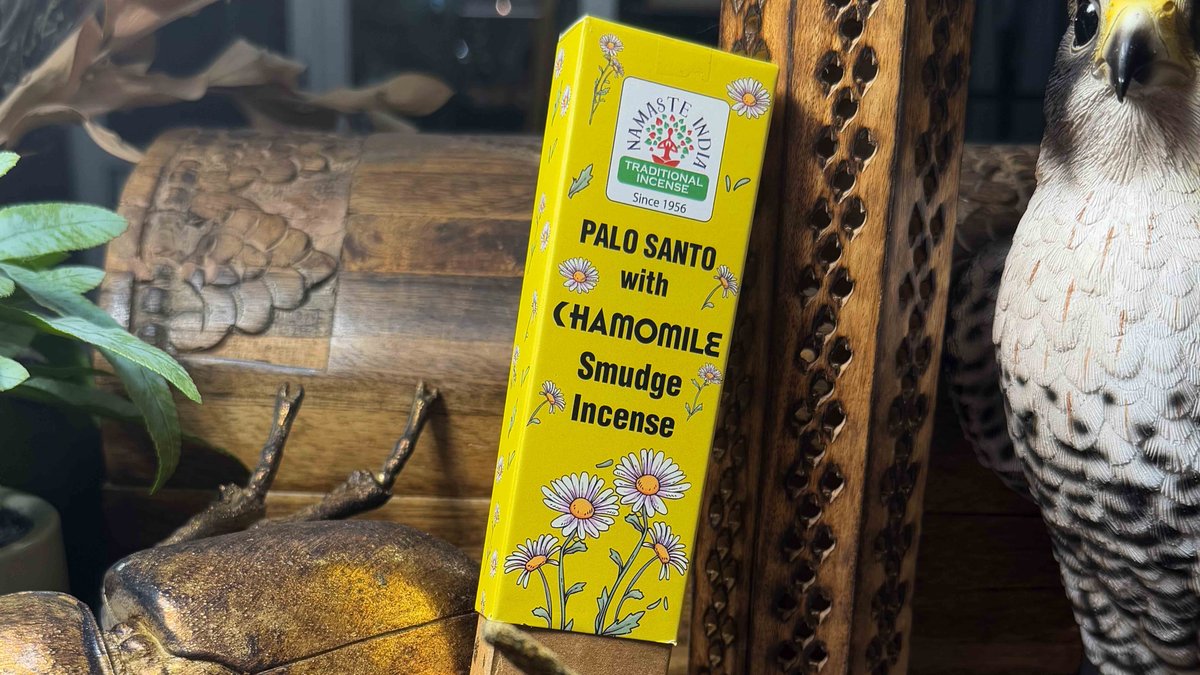 NAMASTE INDIA
TRADITIONAL
INCENSE
Since 1956
PALO SANTO
with
CHAMOMILE
Smudge
Incense